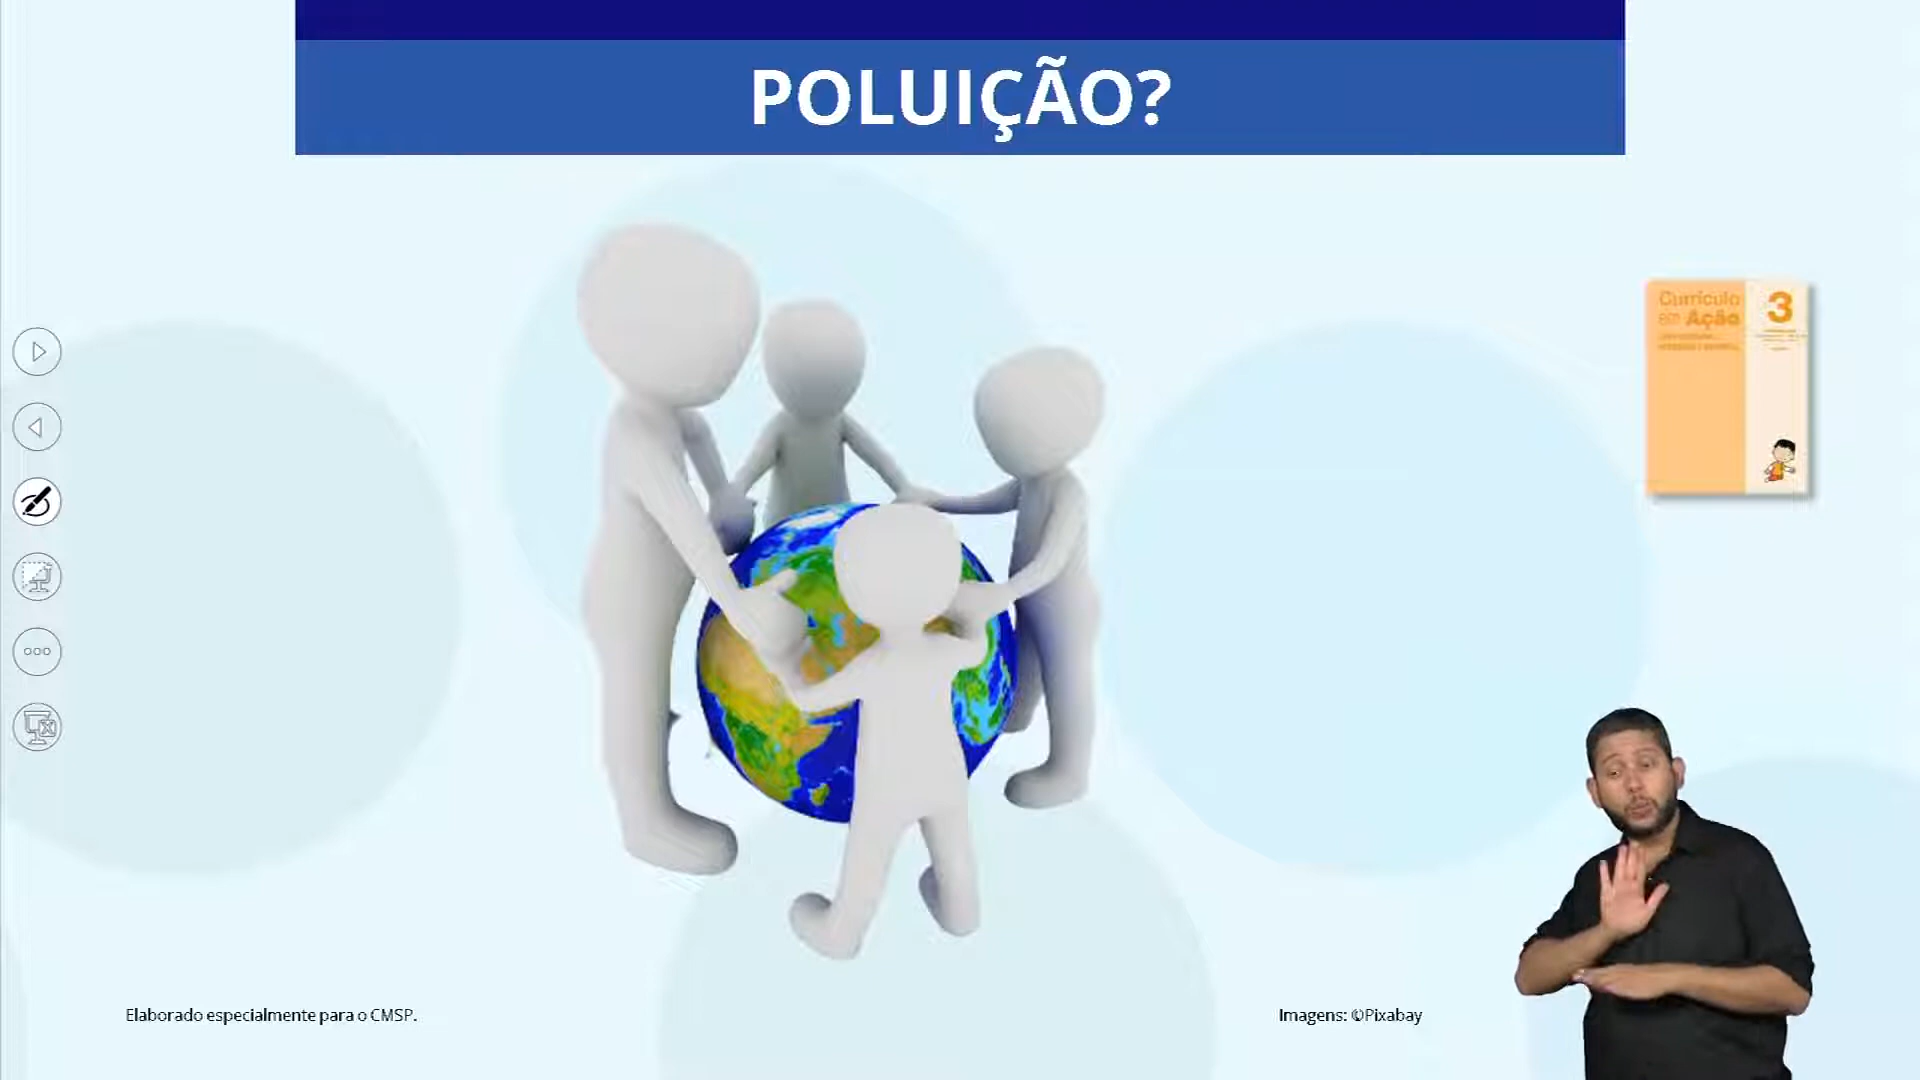 POLUIÇÃO?
Currículo
em Ação
3
Elaborado especialmente para o CMSP.
Imagens: ©Pixabay